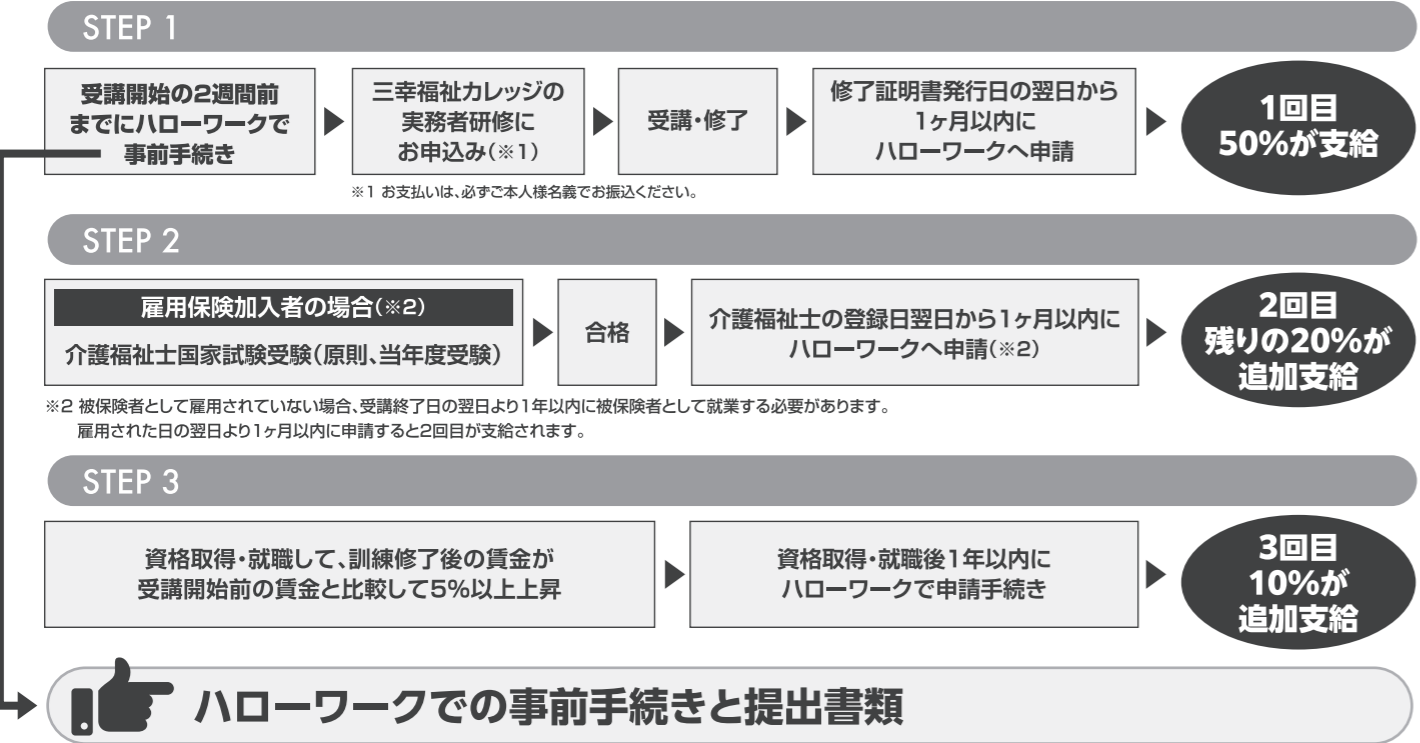 STEP 1
受講開始の2週間前
までにハローワークで
事前手続き
三幸福祉カレッジの
実務者研修に
お申込み(※1)
受講・修了
修了証明書発行日の翌日から
1ヶ月以内に
ハローワークへ申請
1回目
50%が支給
※1 お支払いは、必ずご本人様名義でお振込ください。
STEP 2
雇用保険加入者の場合(※2)
介護福祉士国家試験受験(原則、当年度受験)
合格
介護福祉士の登録日翌日から1ヶ月以内に
ハローワークへ申請(※2)
2回目
残りの20%が
追加支給
※2 被保険者として雇用されていない場合、受講終了日の翌日より1年以内に被保険者として就業する必要があります。
雇用された日の翌日より1ヶ月以内に申請すると2回目が支給されます。
STEP 3
資格取得・就職して、訓練修了後の賃金が
受講開始前の賃金と比較して5%以上上昇
資格取得・就職後1年以内に
ハローワークで申請手続き
3回目
10%が
追加支給
ハローワークでの事前手続きと提出書類